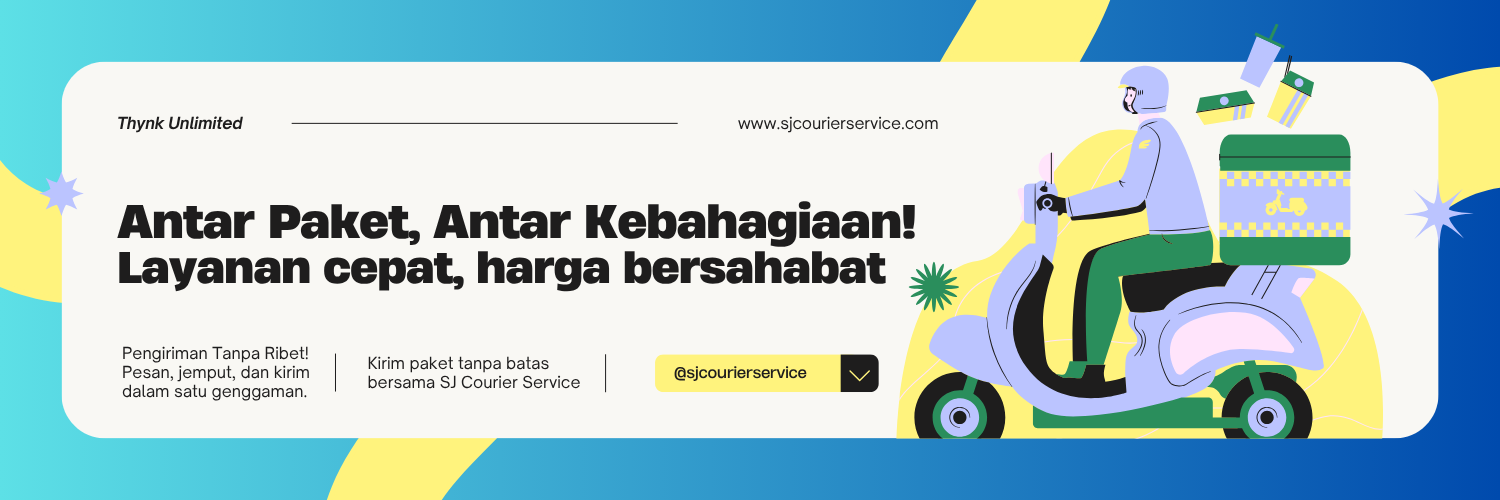 Thynk Unlimited
www.sjcourierservice.com
Antar Paket, Antar Kebahagiaan!
Layanan cepat, harga bersahabat
Pengiriman Tanpa Ribet!
Pesan, jemput, dan kirim
dalam satu genggaman.
Kirim paket tanpa batas
bersama SJ Courier Service
@sjcourierservice